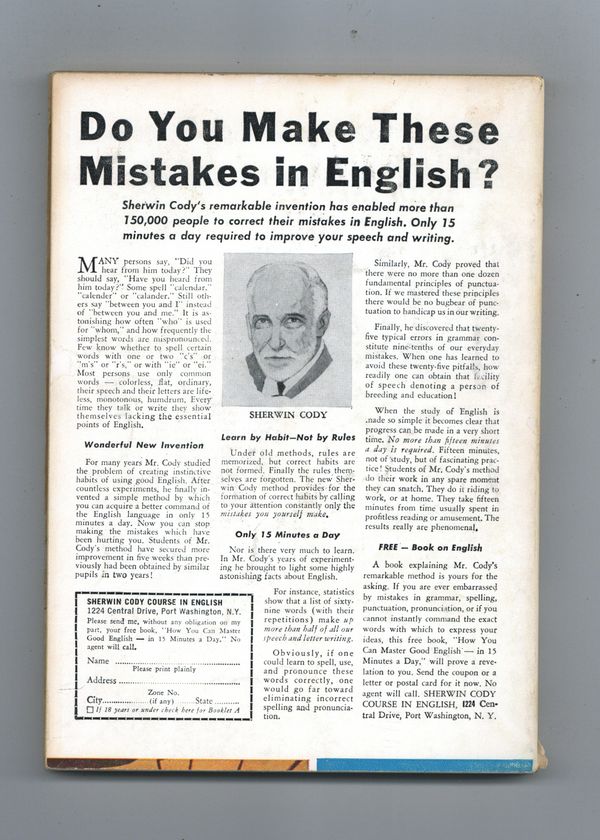 Do You Make These
Mistakes in English?
Sherwin Cody's remarkable invention has enabled more than
150,000 people to correct their mistakes in English. Only 15
minutes a day required to improve your speech and writing.
MANY persons say, "Did you
hear from him today?" They
should say, "Have you heard from
him today?" Some spell "calendar,"
"calender" or "calander." Still oth-
ers say "between you and I" instead
of "between you and me." It is as-
tonishing how often "who" is used
for "whom," and how frequently the
simplest words are mispronounced.
Few know whether to spell certain
words with one or two "c's" or
"m's" or "r's," or with "ie" or "ei."
Most persons use only common
words — colorless, flat, ordinary,
their speech and their letters are life-
less, monotonous, humdrum. Every
time they talk or write they show
themselves lacking the essential
points of English.
Wonderful New Invention
For many years Mr. Cody studied
the problem of creating instinctive
habits of using good English. After
countless experiments, he finally in-
vented a simple method by which
you can acquire a better command of
the English language in only 15
minutes a day. Now you can stop
making the mistakes which have
been hurting you. Students of Mr.
Cody's method have secured more
improvement in five weeks than pre-
viously had been obtained by similar
pupils in two years!
SHERWIN CODY
Learn by Habit—Not by Rules
Under old methods, rules are
memorized, but correct habits are
not formed. Finally the rules them-
selves are forgotten. The new Sher-
win Cody method provides for the
formation of correct habits by calling
to your attention constantly only the
mistakes you yourself make.
Only 15 Minutes a Day
Nor is there very much to learn.
In Mr. Cody's years of experiment-
ing he brought to light some highly
astonishing facts about English.
For instance, statistics
show that a list of sixty-
nine words (with their
repetitions) make up
more than half of all our
speech and letter writing.
Obviously, if one
could learn to spell, use,
and pronounce these
words correctly, one
would go far toward
eliminating incorrect
spelling and pronuncia-
tion.
Similarly, Mr. Cody proved that
there were no more than one dozen
fundamental principles of punctua-
tion. If we mastered these principles
there would be no bugbear of punc-
tuation to handicap us in our writing.
Finally, he discovered that twenty-
five typical errors in grammar con-
stitute nine-tenths of our everyday
mistakes. When one has learned to
avoid these twenty-five pitfalls, how
readily one can obtain that facility
of speech denoting a person of
breeding and education!
When the study of English is
made so simple it becomes clear that
progress can be made in a very short
time. No more than fifteen minutes
a day is required. Fifteen minutes,
not of study, but of fascinating prac-
tice! Students of Mr. Cody's method
do their work in any spare moment
they can snatch. They do it riding to
work, or at home. They take fifteen
minutes from time usually spent in
profitless reading or amusement. The
results really are phenomenal.
FREE — Book on English
A book explaining Mr. Cody's
remarkable method is yours for the
asking. If you are ever embarrassed
by mistakes in grammar, spelling,
punctuation, pronunciation, or if you
cannot instantly command the exact
words with which to express your
ideas, this free book, "How You
Can Master Good English — in 15
Minutes a Day," will prove a reve-
lation to you. Send the coupon or a
letter or postal card for it now. No
agent will call. SHERWIN CODY
COURSE IN ENGLISH, 1224 Cen-
tral Drive, Port Washington, N. Y.
SHERWIN CODY COURSE IN ENGLISH
1224 Central Drive, Port Washington, N.Y.
Please send me, without any obligation on my
part, your free book, "How You Can Master
Good English — in 15 Minutes a Day." No
agent will call.
Name
Please print plainly
Address
Zone No.
City (if any) State
If 18 years or under check here for Booklet A